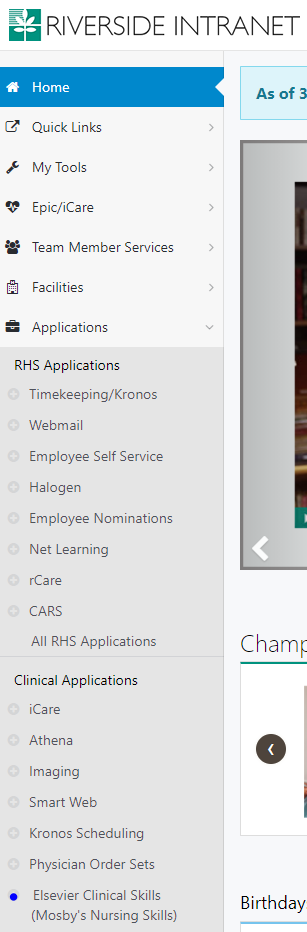 RIVERSIDE INTRANET
Home
As of 3
Quick Links
My Tools
Epic/iCare
Team Member Services
Facilities
Applications
RHS Applications
Timekeeping/Kronos
Webmail
Employee Self Service
Halogen
Employee Nominations
Net Learning
rCare
CARS
All RHS Applications
Champ
Clinical Applications
iCare
Athena
Imaging
Smart Web
Kronos Scheduling
Physician Order Sets
Elsevier Clinical Skills
(Mosby's Nursing Skills)
Birthday